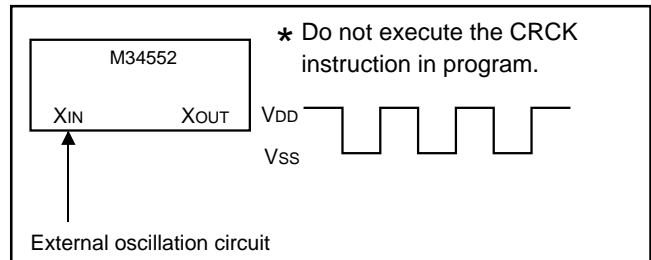 M34552
* Do not execute the CRCK
instruction in program.
XIN
XOUT
VDD
VSS
External oscillation circuit